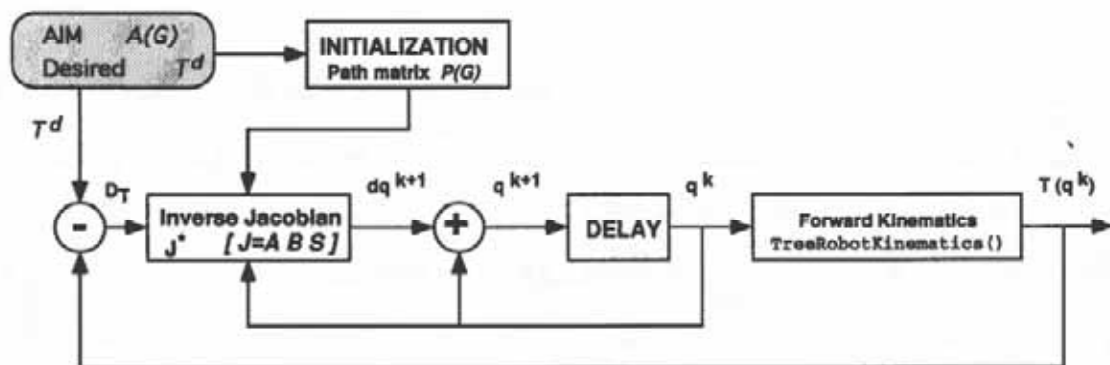 AIM A(G)
Desired T^d
INITIALIZATION
Path matrix P(G)
T^d
D_T
-
Inverse Jacobian
J^* [ J=A B S ]
dq^{k+1}
+
q^{k+1}
DELAY
q^k
Forward Kinematics
TreeRobotKinematics()
T (q^k)